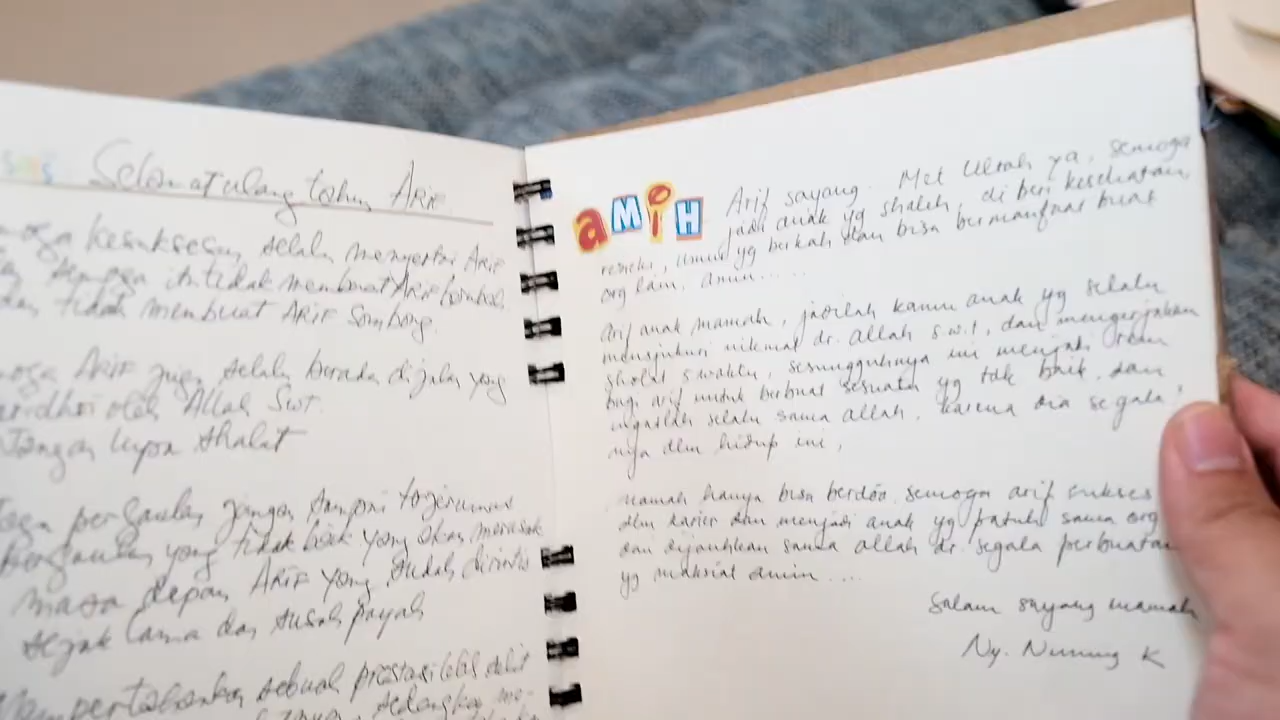 Selamat ulang tahun ARIF.
kesuksesan selalu menyertai ARIF
semoga itu tidak membuat Arif
tidak membuat ARIF Sombong.
ARIF juga selalu berada di jalan yang
diridhoi oleh Allah Swt.
Jangan lupa shalat
pergaulan jangan sampai terjerumus
pergaulan yang tidak baik yang akan merusak
masa depan ARIF yang sudah dirintis
sejak lama dan susah payah
Mempertahankan sebuah prestasi lebih sulit
sedangkan me-
amiH
Arif sayang. Met Ultah ya, semoga
jadi anak yg shaleh, di beri kesehatan,
umur yg berkah dan bisa bermanfaat buat
org lain, amin......
Arif anak mamah, jadilah kamu anak yg selalu
mensyukuri nikmat dr. allah s.w.t. dan mengerjakan
sholat 5 waktu, sesungguhnya ini menjadi rem
bagi arif untuk berbuat sesuatu yg tdk baik. dan
ingatlah selalu sama allah. karena dia segala"
nya dlm hidup ini,
mamah hanya bisa berdoa semoga arif sukses
dlm karier dan menjadi anak yg patuh sama org
dan dijauhkan sama allah dr. segala perbuatan
yg maksiat amin....
Salam sayang mamah
Ny. Nunung K